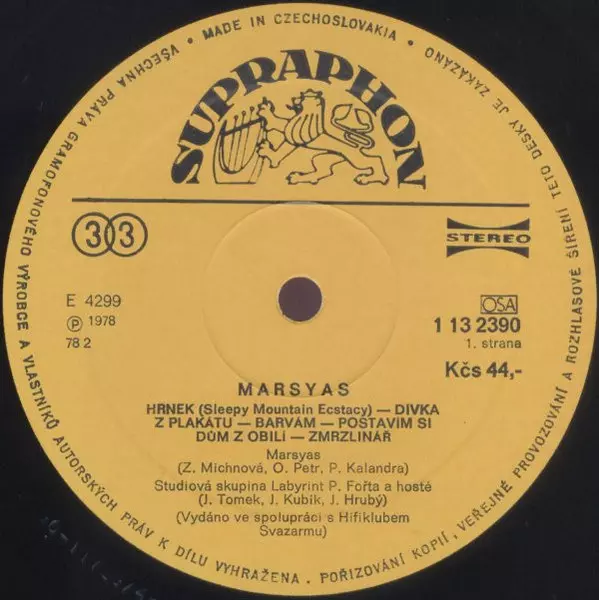 VŠECHNA PRÁVA GRAMOFONOVÉHO VÝROBCE A VLASTNÍKŮ AUTORSKÝCH PRÁV K DÍLU VYHRAŽENA. POŘIZOVÁNÍ KOPIÍ, VEŘEJNÉ PROVOZOVÁNÍ A ROZHLASOVÉ ŠÍŘENÍ TÉTO DESKY JE ZAKÁZÁNO
• MADE IN CZECHOSLOVAKIA •
SUPRAPHON
33
STEREO
E 4299
Ⓟ 1978
78 2
OSA
1 13 2390
1. strana
Kčs 44,-
MARSYAS
HRNEK (Sleepy Mountain Ecstacy) — DÍVKA
Z PLAKÁTU — BARVÁM — POSTAVÍM SI
DŮM Z OBILÍ — ZMRZLINÁŘ
Marsyas
(Z. Michnová, O. Petr, P. Kalandra)
Studiová skupina Labyrint P. Fořta a hosté
(J. Tomek, J. Kubík, J. Hrubý)
(Vydáno ve spolupráci s Hifiklubem
Svazarmu)